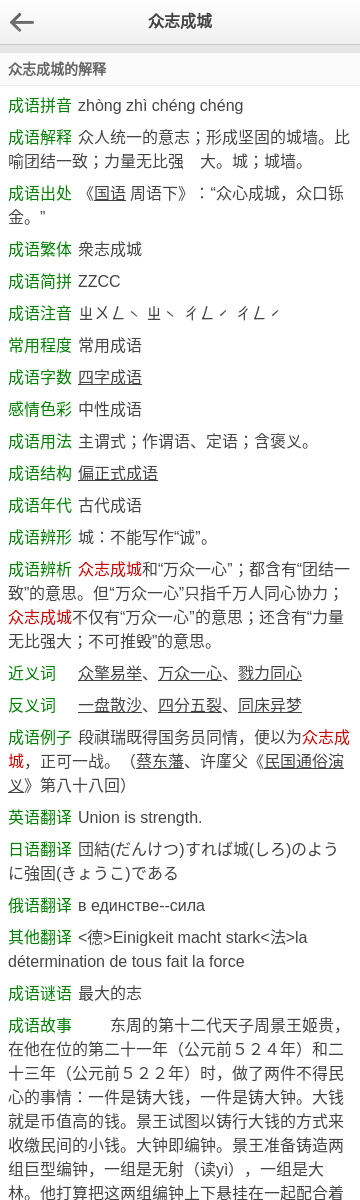 众志成城
众志成城的解释
成语拼音 zhòng zhì chéng chéng
成语解释 众人统一的意志；形成坚固的城墙。比
喻团结一致；力量无比强　大。城；城墙。
成语出处 《国语 周语下》：“众心成城，众口铄
金。”
成语繁体 衆志成城
成语简拼 ZZCC
成语注音 ㄓㄨㄥˋ ㄓˋ ㄔㄥˊ ㄔㄥˊ
常用程度 常用成语
成语字数 四字成语
感情色彩 中性成语
成语用法 主谓式；作谓语、定语；含褒义。
成语结构 偏正式成语
成语年代 古代成语
成语辨形 城：不能写作“诚”。
成语辨析 众志成城和“万众一心”；都含有“团结一
致”的意思。但“万众一心”只指千万人同心协力；
众志成城不仅有“万众一心”的意思；还含有“力量
无比强大；不可摧毁”的意思。
近义词 众擎易举、万众一心、戮力同心
反义词 一盘散沙、四分五裂、同床异梦
成语例子 段祺瑞既得国务员同情，便以为众志成
城，正可一战。（蔡东藩、许廑父《民国通俗演
义》第八十八回）
英语翻译 Union is strength.
日语翻译 団結(だんけつ)すれば城(しろ)のよう
に強固(きょうこ)である
俄语翻译 в единстве--сила
其他翻译 <德>Einigkeit macht stark<法>la
détermination de tous fait la force
成语谜语 最大的志
成语故事 　　东周的第十二代天子周景王姬贵，
在他在位的第二十一年（公元前５２４年）和二
十三年（公元前５２２年）时，做了两件不得民
心的事情：一件是铸大钱，一件是铸大钟。大钱
就是币值高的钱。景王试图以铸行大钱的方式来
收缴民间的小钱。大钟即编钟。景王准备铸造两
组巨型编钟，一组是无射（读yì），一组是大
林。他打算把这两组编钟上下悬挂在一起配合着